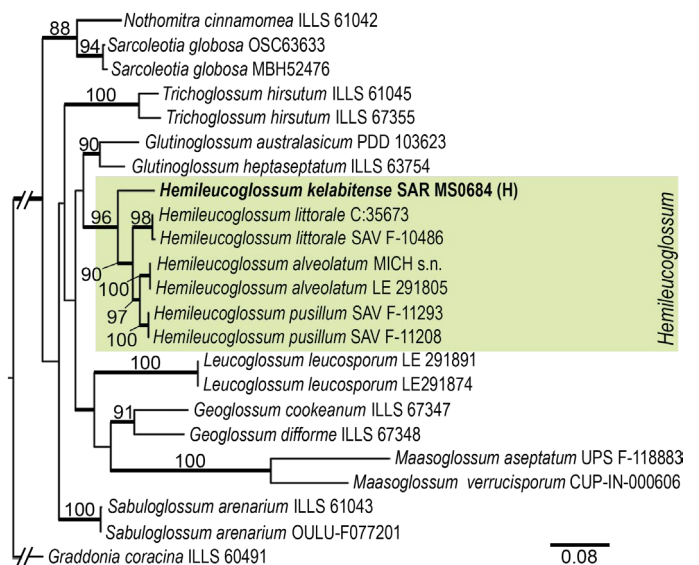 88
Nothomitra cinnamomea ILLS 61042
94
Sarcoleotia globosa OSC63633
Sarcoleotia globosa MBH52476
100
Trichoglossum hirsutum ILLS 61045
Trichoglossum hirsutum ILLS 67355
90
Glutinoglossum australasicum PDD 103623
Glutinoglossum heptaseptatum ILLS 63754
Hemileucoglossum kelabitense SAR MS0684 (H)
96
98
Hemileucoglossum littorale C:35673
Hemileucoglossum littorale SAV F-10486
90
Hemileucoglossum alveolatum MICH s.n.
100
Hemileucoglossum alveolatum LE 291805
97
Hemileucoglossum pusillum SAV F-11293
100
Hemileucoglossum pusillum SAV F-11208
Hemileucoglossum
100
Leucoglossum leucosporum LE 291891
Leucoglossum leucosporum LE291874
91
Geoglossum cookeanum ILLS 67347
Geoglossum difforme ILLS 67348
100
Maasoglossum aseptatum UPS F-118883
Maasoglossum verrucisporum CUP-IN-000606
100
Sabuloglossum arenarium ILLS 61043
Sabuloglossum arenarium OULU-F077201
Graddonia coracina ILLS 60491
0.08